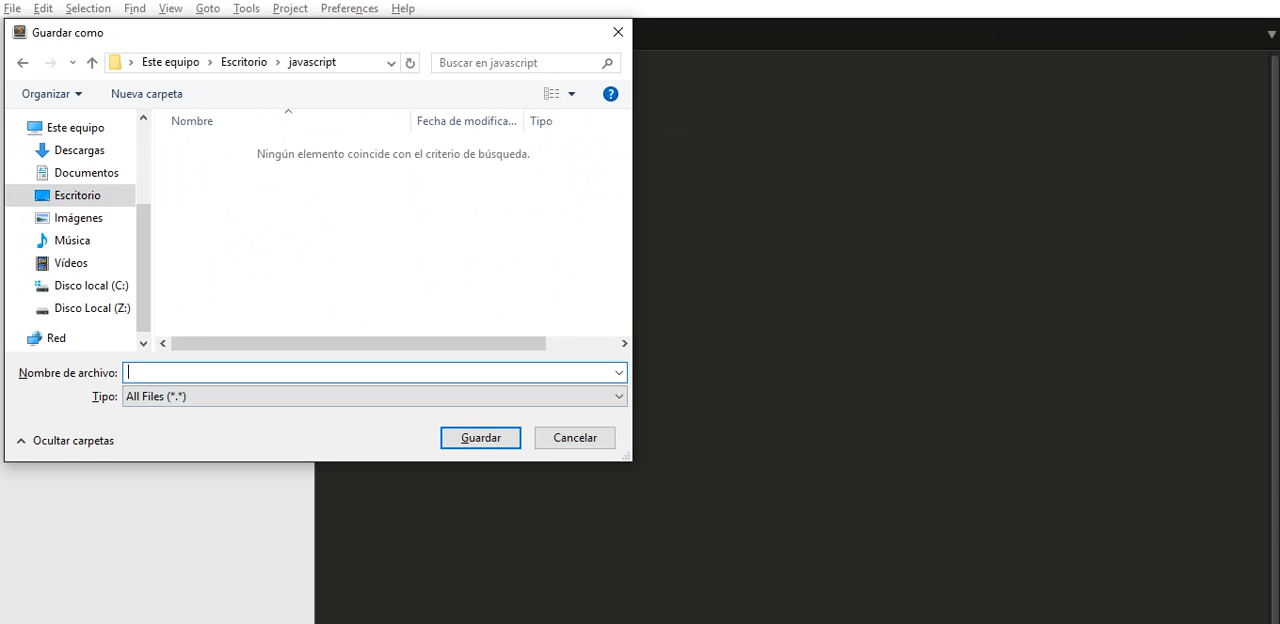 File Edit Selection Find View Goto Tools Project Preferences Help
Guardar como
Este equipo Escritorio javascript Buscar en javascript
Organizar Nueva carpeta ?
Nombre Fecha de modifica... Tipo
Ningún elemento coincide con el criterio de búsqueda.
Este equipo
Descargas
Documentos
Escritorio
Imágenes
Música
Vídeos
Disco local (C:)
Disco Local (Z:)
Red
Nombre de archivo:
Tipo: All Files (*.*)
Ocultar carpetas Guardar Cancelar